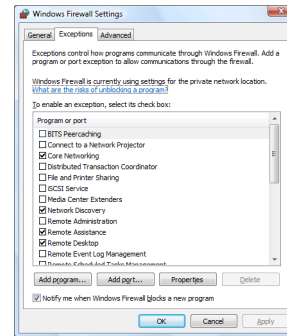 Windows Firewall Settings
General Exceptions Advanced
Exceptions control how programs communicate through Windows Firewall. Add a
program or port exception to allow communications through the firewall.
Windows Firewall is currently using settings for the private network location.
What are the risks of unblocking a program?
To enable an exception, select its check box:
Program or port
BITS Peercaching
Connect to a Network Projector
Core Networking
Distributed Transaction Coordinator
File and Printer Sharing
iSCSI Service
Media Center Extenders
Network Discovery
Remote Administration
Remote Assistance
Remote Desktop
Remote Event Log Management
Remote Scheduled Tasks Management
Add program... Add port... Properties Delete
Notify me when Windows Firewall blocks a new program
OK Cancel Apply